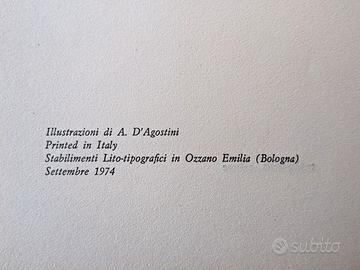 Illustrazioni di A. D'Agostini
Printed in Italy
Stabilimenti Lito-tipografici in Ozzano Emilia (Bologna)
Settembre 1974
subito